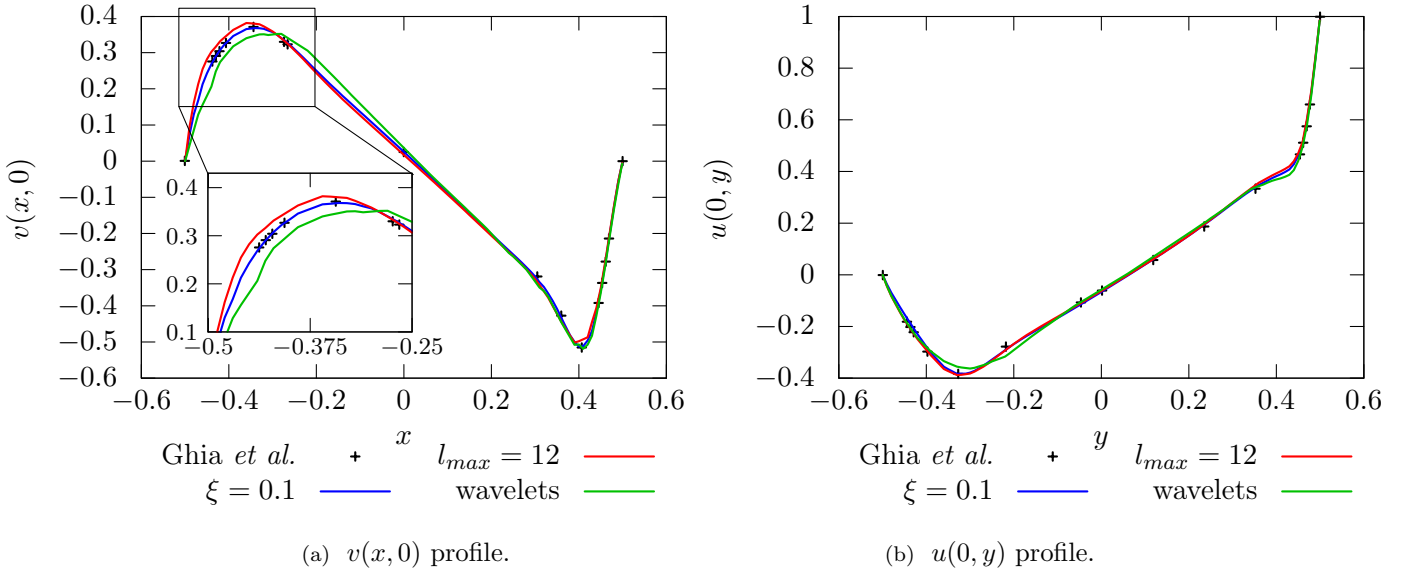 0.4
0.3
0.2
0.1
0
−0.1
−0.2
−0.3
−0.4
−0.5
−0.6
−0.6
−0.4
−0.2
0
0.2
0.4
0.6
v(x, 0)
x
0.4
0.3
0.2
0.1
−0.5
−0.375
−0.25
Ghia et al.
l_max = 12
ξ = 0.1
wavelets
(a) v(x, 0) profile.
1
0.8
0.6
0.4
0.2
0
−0.2
−0.4
−0.6
−0.4
−0.2
0
0.2
0.4
0.6
u(0, y)
y
Ghia et al.
l_max = 12
ξ = 0.1
wavelets
(b) u(0, y) profile.